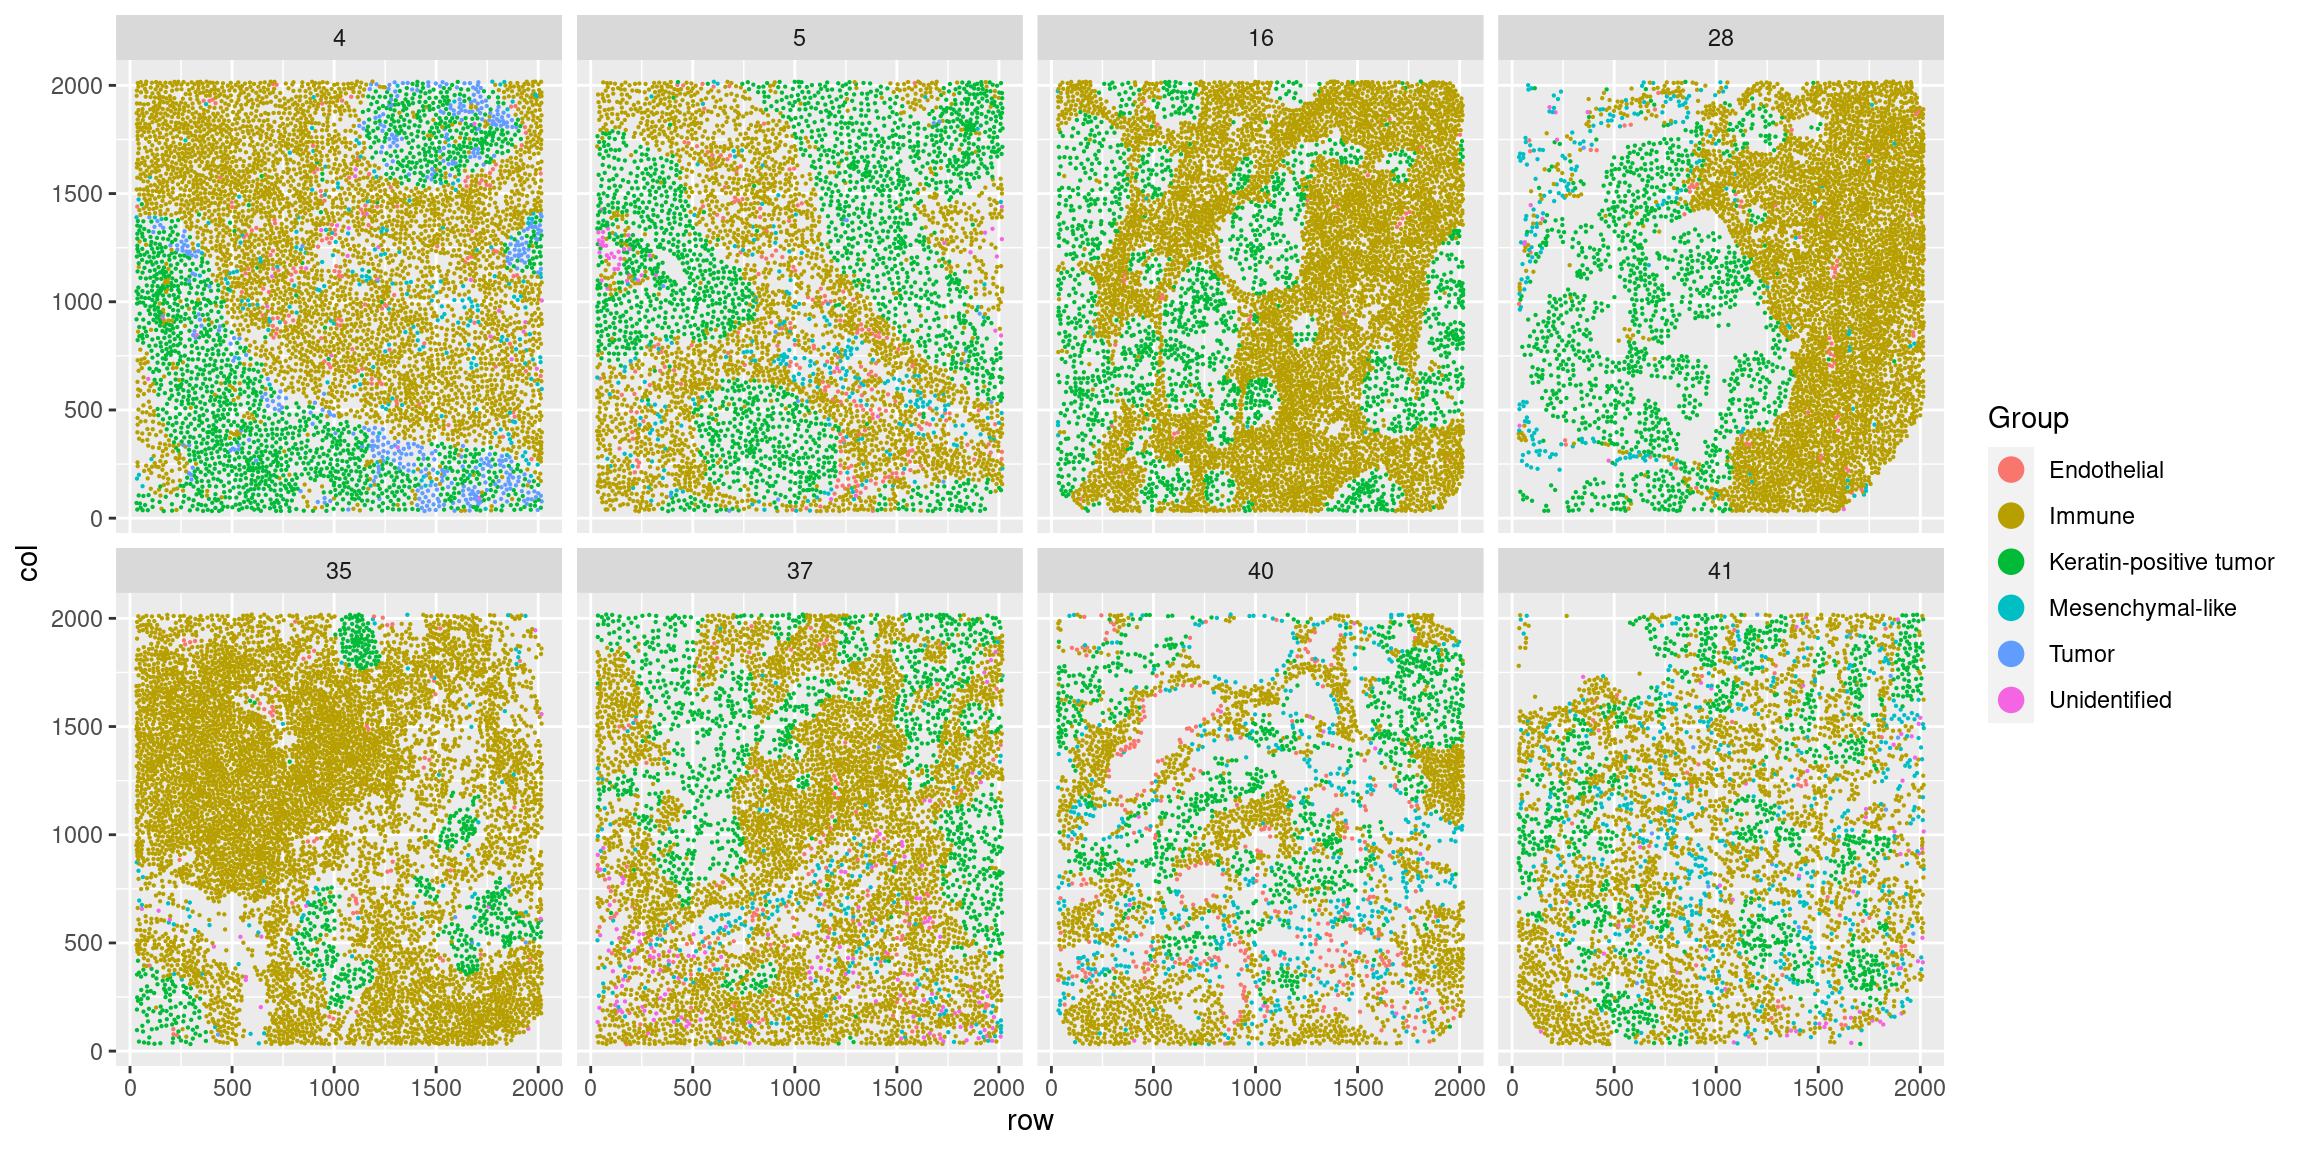 4 5 16 28
2000
1500
1000
500
0
col
35 37 40 41
2000
1500
1000
500
0
0 500 1000 1500 2000 0 500 1000 1500 2000 0 500 1000 1500 2000 0 500 1000 1500 2000
row
Group
Endothelial
Immune
Keratin-positive tumor
Mesenchymal-like
Tumor
Unidentified